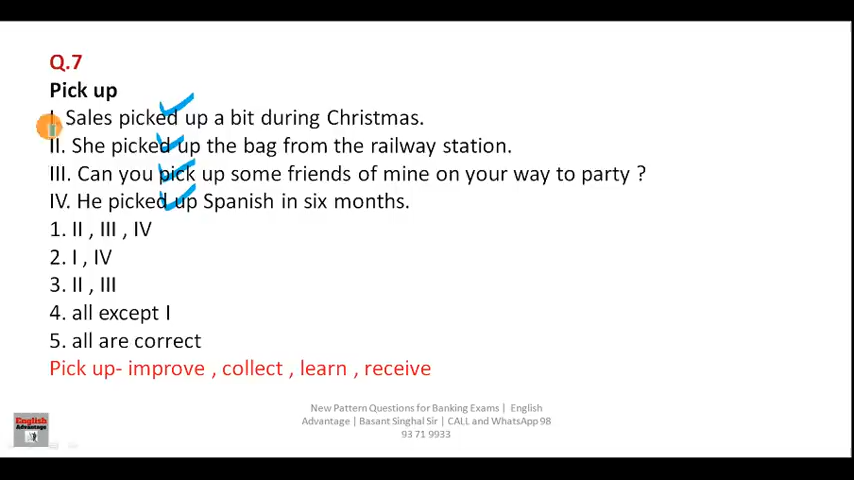 Q.7
Pick up
I. Sales picked up a bit during Christmas.
II. She picked up the bag from the railway station.
III. Can you pick up some friends of mine on your way to party ?
IV. He picked up Spanish in six months.
1. II , III , IV
2. I , IV
3. II , III
4. all except I
5. all are correct
Pick up- improve , collect , learn , receive
New Pattern Questions for Banking Exams | English
Advantage | Basant Singhal Sir | CALL and WhatsApp 98
93 71 9933
English
Advantage